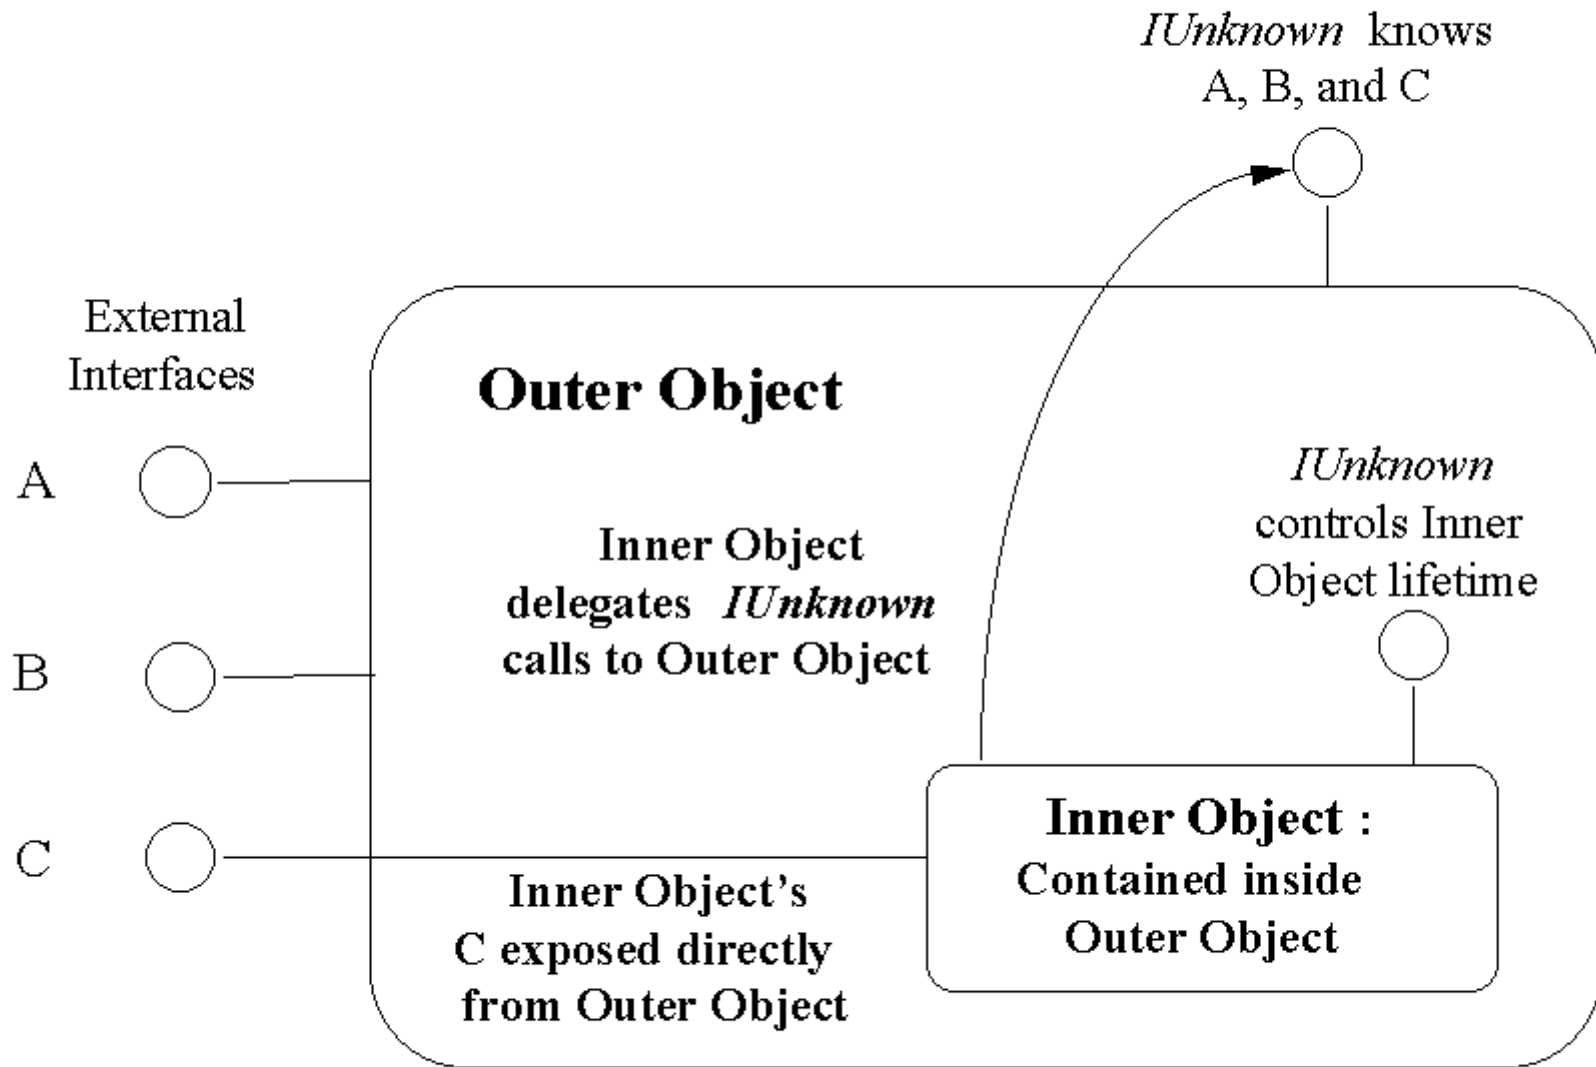 IUnknown knows
A, B, and C
External
Interfaces
Outer Object
A
IUnknown
controls Inner
Object lifetime
Inner Object
delegates IUnknown
calls to Outer Object
B
C
Inner Object :
Contained inside
Outer Object
Inner Object’s
C exposed directly
from Outer Object